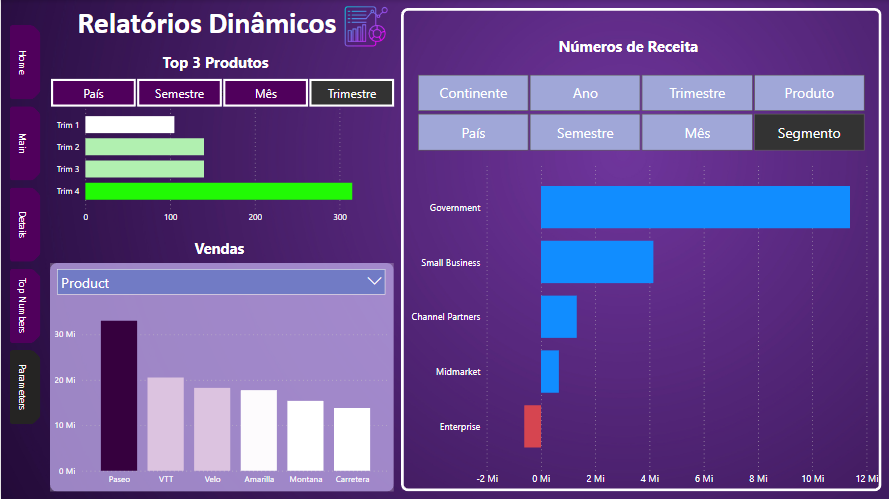 Relatórios Dinâmicos
Home
Main
Details
Top Numbers
Parameters
Top 3 Produtos
País Semestre Mês Trimestre
Trim 1
Trim 2
Trim 3
Trim 4
0 100 200 300
Vendas
Product
30 Mi
20 Mi
10 Mi
0 Mi
Paseo VTT Velo Amarilla Montana Carretera
Números de Receita
Continente Ano Trimestre Produto
País Semestre Mês Segmento
Government
Small Business
Channel Partners
Midmarket
Enterprise
-2 Mi 0 Mi 2 Mi 4 Mi 6 Mi 8 Mi 10 Mi 12 Mi